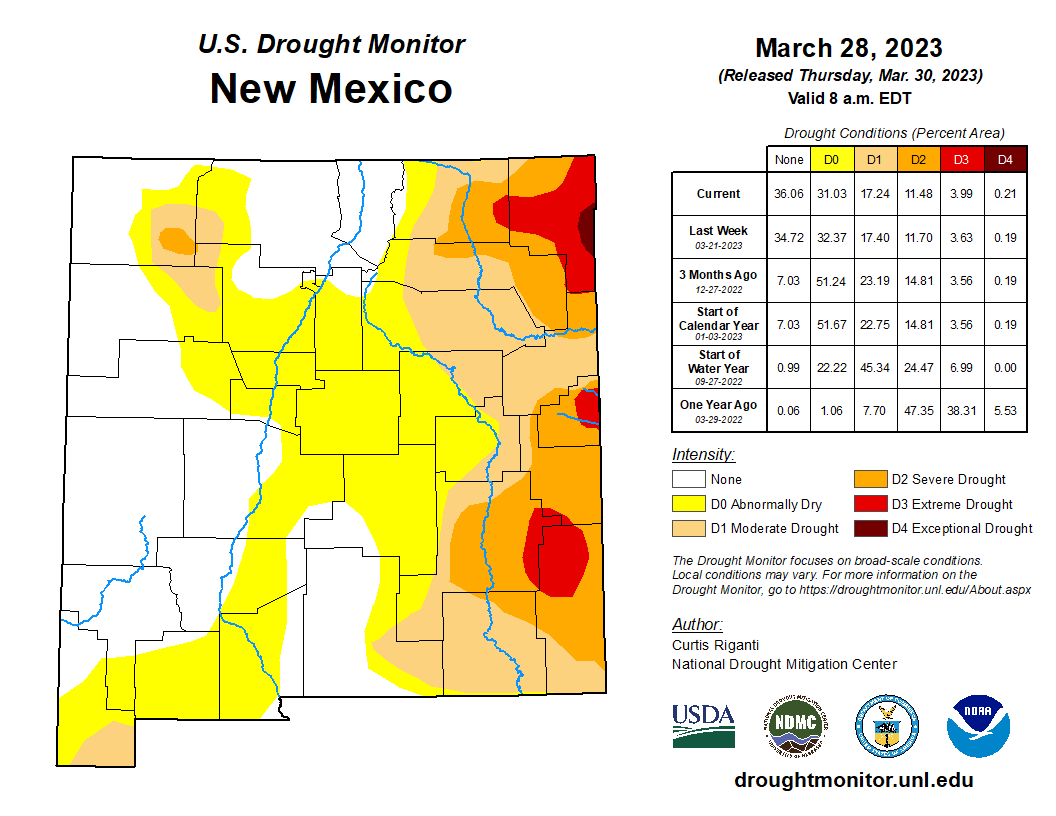 U.S. Drought Monitor
New Mexico
March 28, 2023
(Released Thursday, Mar. 30, 2023)
Valid 8 a.m. EDT
Drought Conditions (Percent Area)
None D0 D1 D2 D3 D4
Current 36.06 31.03 17.24 11.48 3.99 0.21
Last Week 34.72 32.37 17.40 11.70 3.63 0.19
03-21-2023
3 Months Ago 7.03 51.24 23.19 14.81 3.56 0.19
12-27-2022
Start of
Calendar Year 7.03 51.67 22.75 14.81 3.56 0.19
01-03-2023
Start of
Water Year 0.99 22.22 45.34 24.47 6.99 0.00
09-27-2022
One Year Ago 0.06 1.06 7.70 47.35 38.31 5.53
03-29-2022
Intensity:
None
D0 Abnormally Dry
D1 Moderate Drought
D2 Severe Drought
D3 Extreme Drought
D4 Exceptional Drought
The Drought Monitor focuses on broad-scale conditions.
Local conditions may vary. For more information on the
Drought Monitor, go to https://droughtmonitor.unl.edu/About.aspx
Author:
Curtis Riganti
National Drought Mitigation Center
USDA
NDMC
NOAA
droughtmonitor.unl.edu